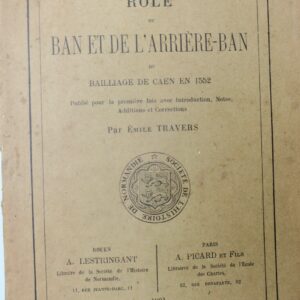 ROLE
DU
BAN ET DE L'ARRIÈRE-BAN
DU
BAILLIAGE DE CAEN EN 1552
Publié pour la première fois avec Introduction, Notes,
Additions et Corrections
Par EMILE TRAVERS
SOCIÉTÉ DE L'HISTOIRE DE NORMANDIE
ROUEN
A. LESTRINGANT
Libraire de la Société de l'Histoire
de Normandie,
11, RUE JEANNE-DARC, 11
PARIS
A. PICARD ET FILS
Libraires de la Société de l'École
des Chartes,
82, RUE BONAPARTE, 82